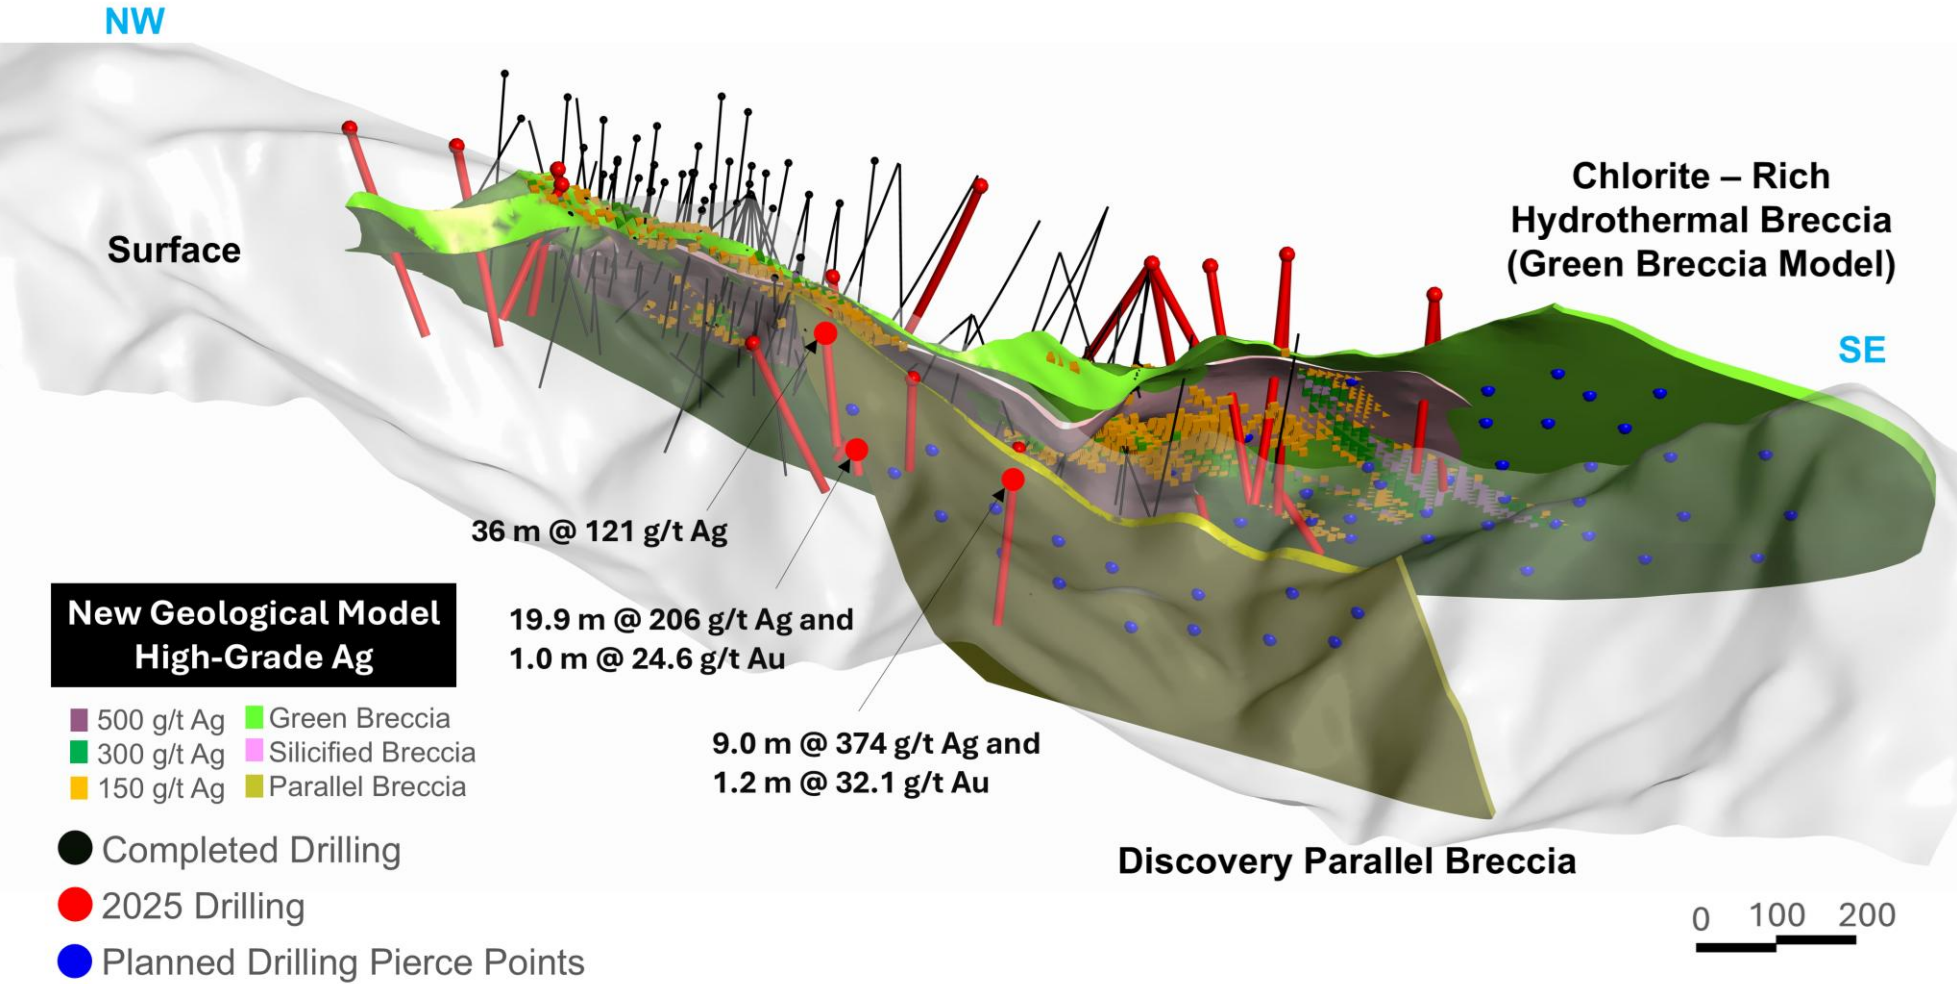 NW
Surface
Chlorite – Rich
Hydrothermal Breccia
(Green Breccia Model)
SE
36 m @ 121 g/t Ag
19.9 m @ 206 g/t Ag and
1.0 m @ 24.6 g/t Au
9.0 m @ 374 g/t Ag and
1.2 m @ 32.1 g/t Au
New Geological Model
High-Grade Ag
500 g/t Ag Green Breccia
300 g/t Ag Silicified Breccia
150 g/t Ag Parallel Breccia
Completed Drilling
2025 Drilling
Planned Drilling Pierce Points
Discovery Parallel Breccia
0 100 200